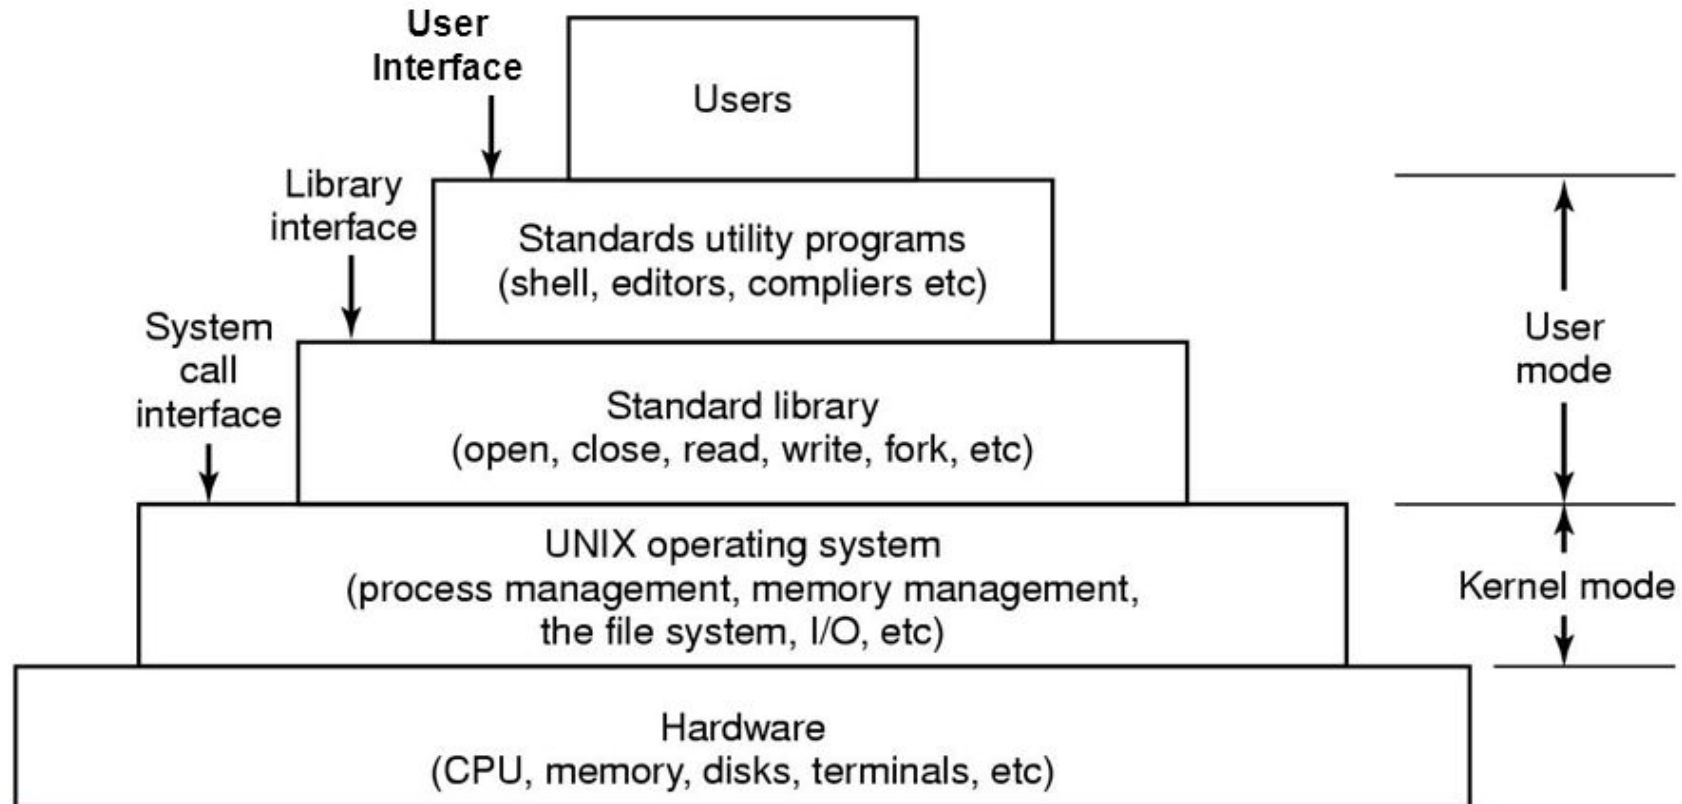 User
Interface
Users
Library
interface
Standards utility programs
(shell, editors, compliers etc)
System
call
interface
User
mode
Standard library
(open, close, read, write, fork, etc)
UNIX operating system
(process management, memory management,
the file system, I/O, etc)
Kernel mode
Hardware
(CPU, memory, disks, terminals, etc)